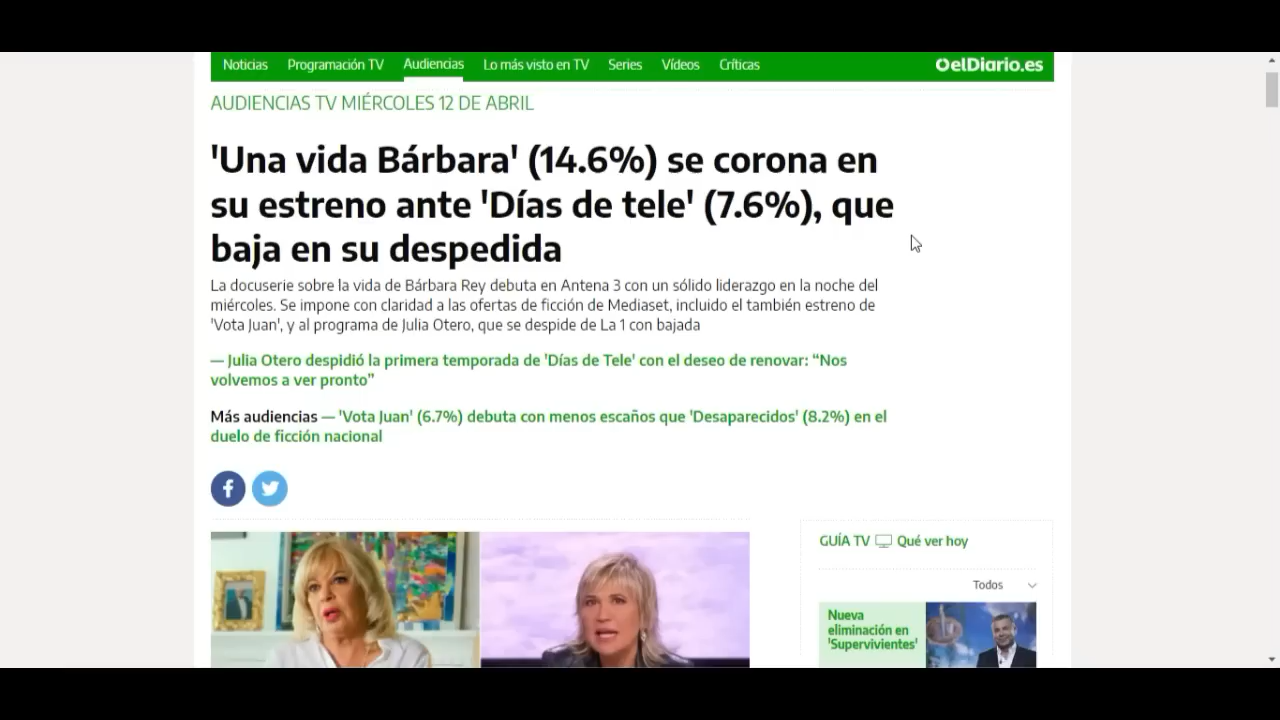 Noticias Programación TV Audiencias Lo más visto en TV Series Vídeos Críticas elDiario.es
AUDIENCIAS TV MIÉRCOLES 12 DE ABRIL
'Una vida Bárbara' (14.6%) se corona en
su estreno ante 'Días de tele' (7.6%), que
baja en su despedida
La docuserie sobre la vida de Bárbara Rey debuta en Antena 3 con un sólido liderazgo en la noche del
miércoles. Se impone con claridad a las ofertas de ficción de Mediaset, incluido el también estreno de
'Vota Juan', y al programa de Julia Otero, que se despide de La 1 con bajada
— Julia Otero despidió la primera temporada de 'Días de Tele' con el deseo de renovar: “Nos
volvemos a ver pronto”
Más audiencias — 'Vota Juan' (6.7%) debuta con menos escaños que 'Desaparecidos' (8.2%) en el
duelo de ficción nacional
GUÍA TV Qué ver hoy
Todos
Nueva
eliminación en
'Supervivientes'